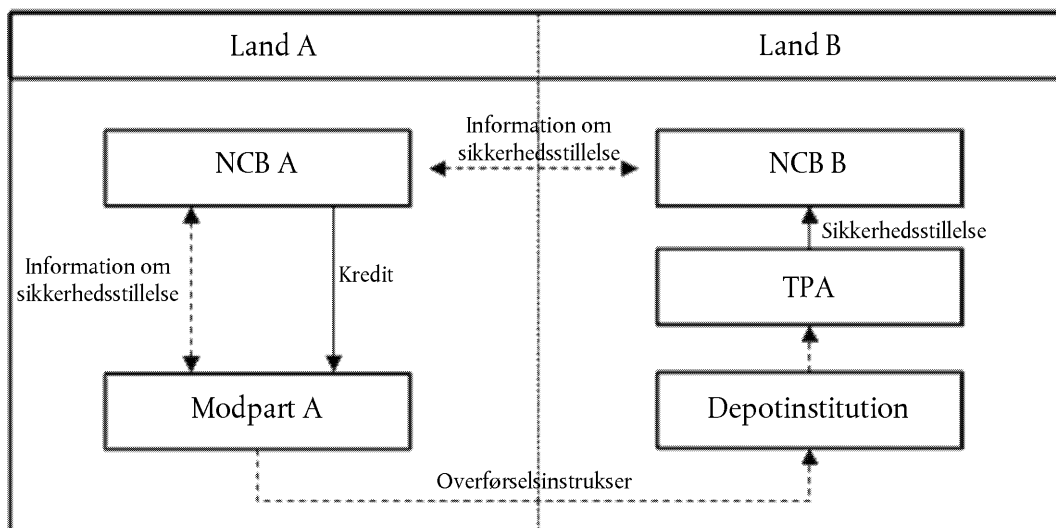 Land A
Land B
Information om
sikkerhedsstillelse
NCB A
NCB B
Sikkerhedsstillelse
Information om
sikkerhedsstillelse
Kredit
TPA
Modpart A
Depotinstitution
Overførselsinstrukser